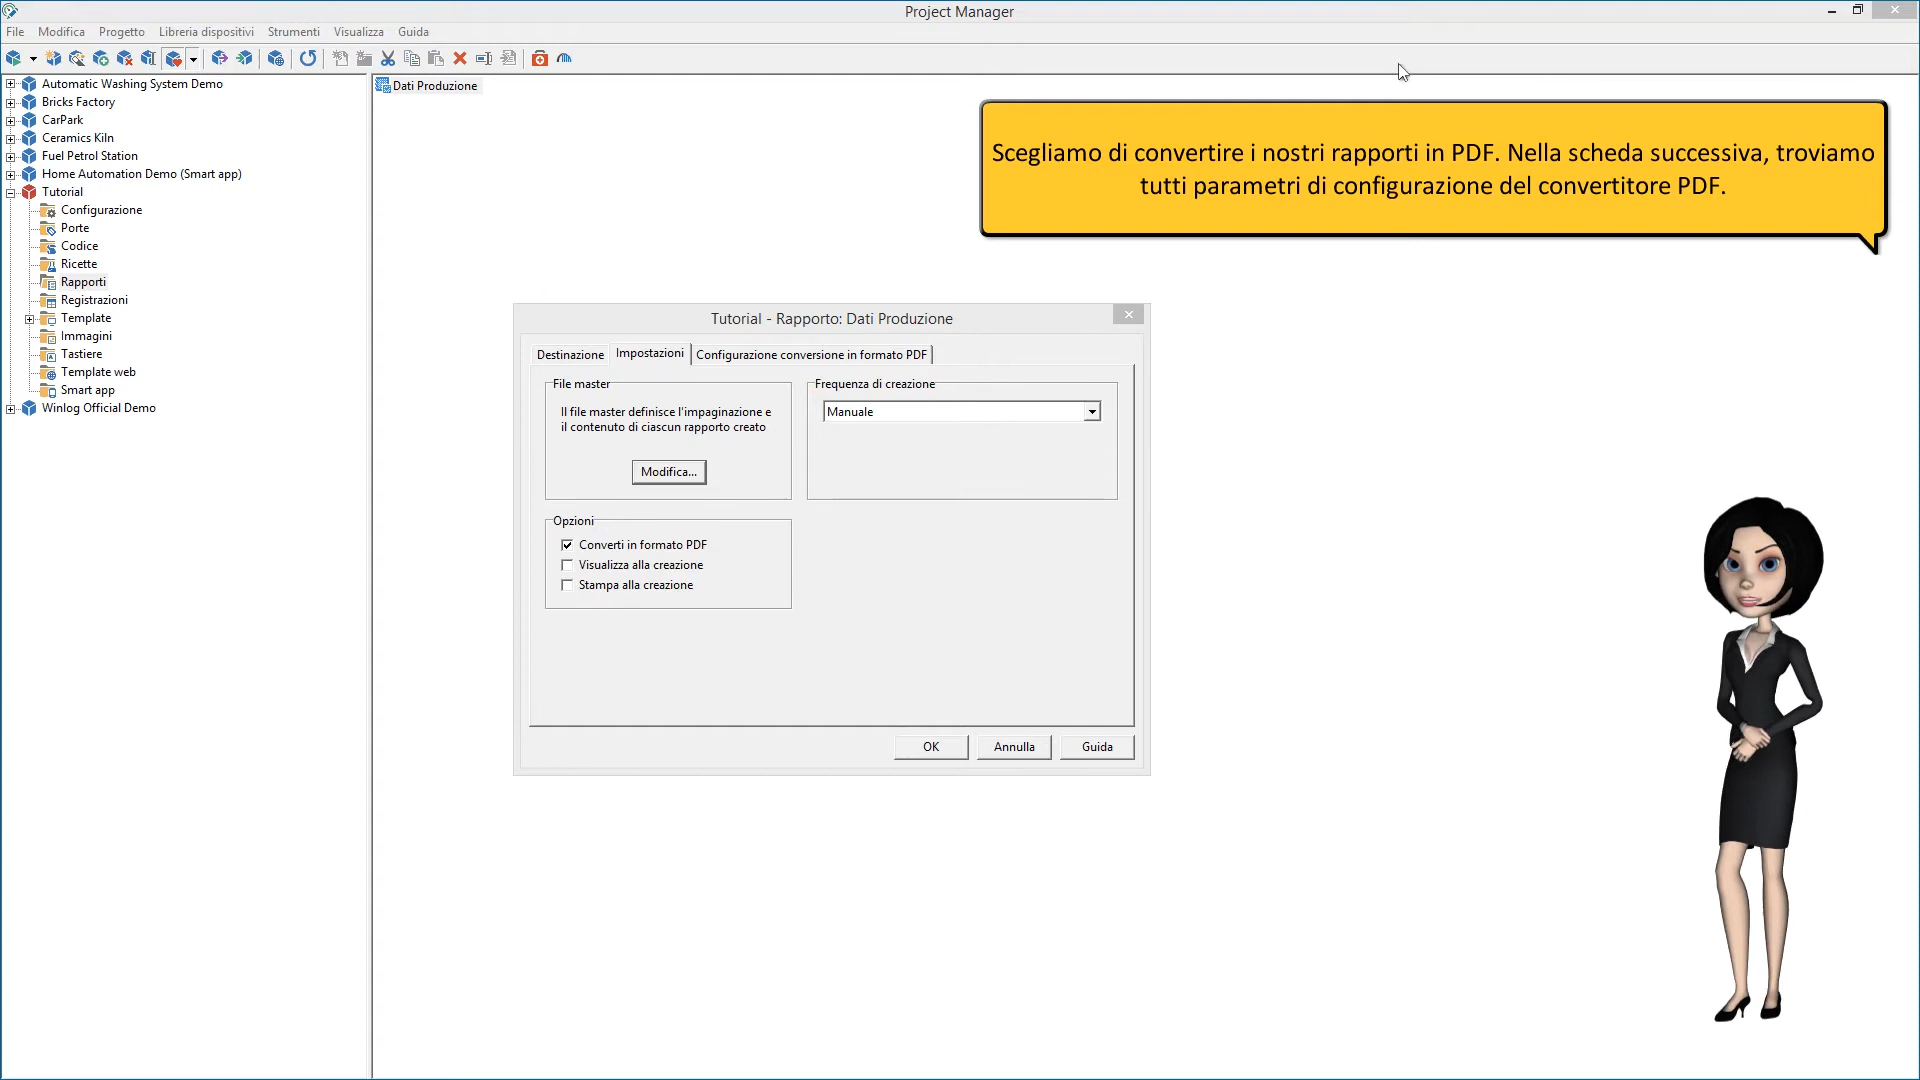 Project Manager
File Modifica Progetto Libreria dispositivi Strumenti Visualizza Guida
Automatic Washing System Demo
Bricks Factory
CarPark
Ceramics Kiln
Fuel Petrol Station
Home Automation Demo (Smart app)
Tutorial
Configurazione
Porte
Codice
Ricette
Rapporti
Registrazioni
Template
Immagini
Tastiere
Template web
Smart app
Winlog Official Demo
Dati Produzione
Scegliamo di convertire i nostri rapporti in PDF. Nella scheda successiva, troviamo
tutti parametri di configurazione del convertitore PDF.
Tutorial - Rapporto: Dati Produzione
Destinazione Impostazioni Configurazione conversione in formato PDF
File master
Il file master definisce l'impaginazione e
il contenuto di ciascun rapporto creato
Modifica...
Frequenza di creazione
Manuale
Opzioni
Converti in formato PDF
Visualizza alla creazione
Stampa alla creazione
OK Annulla Guida